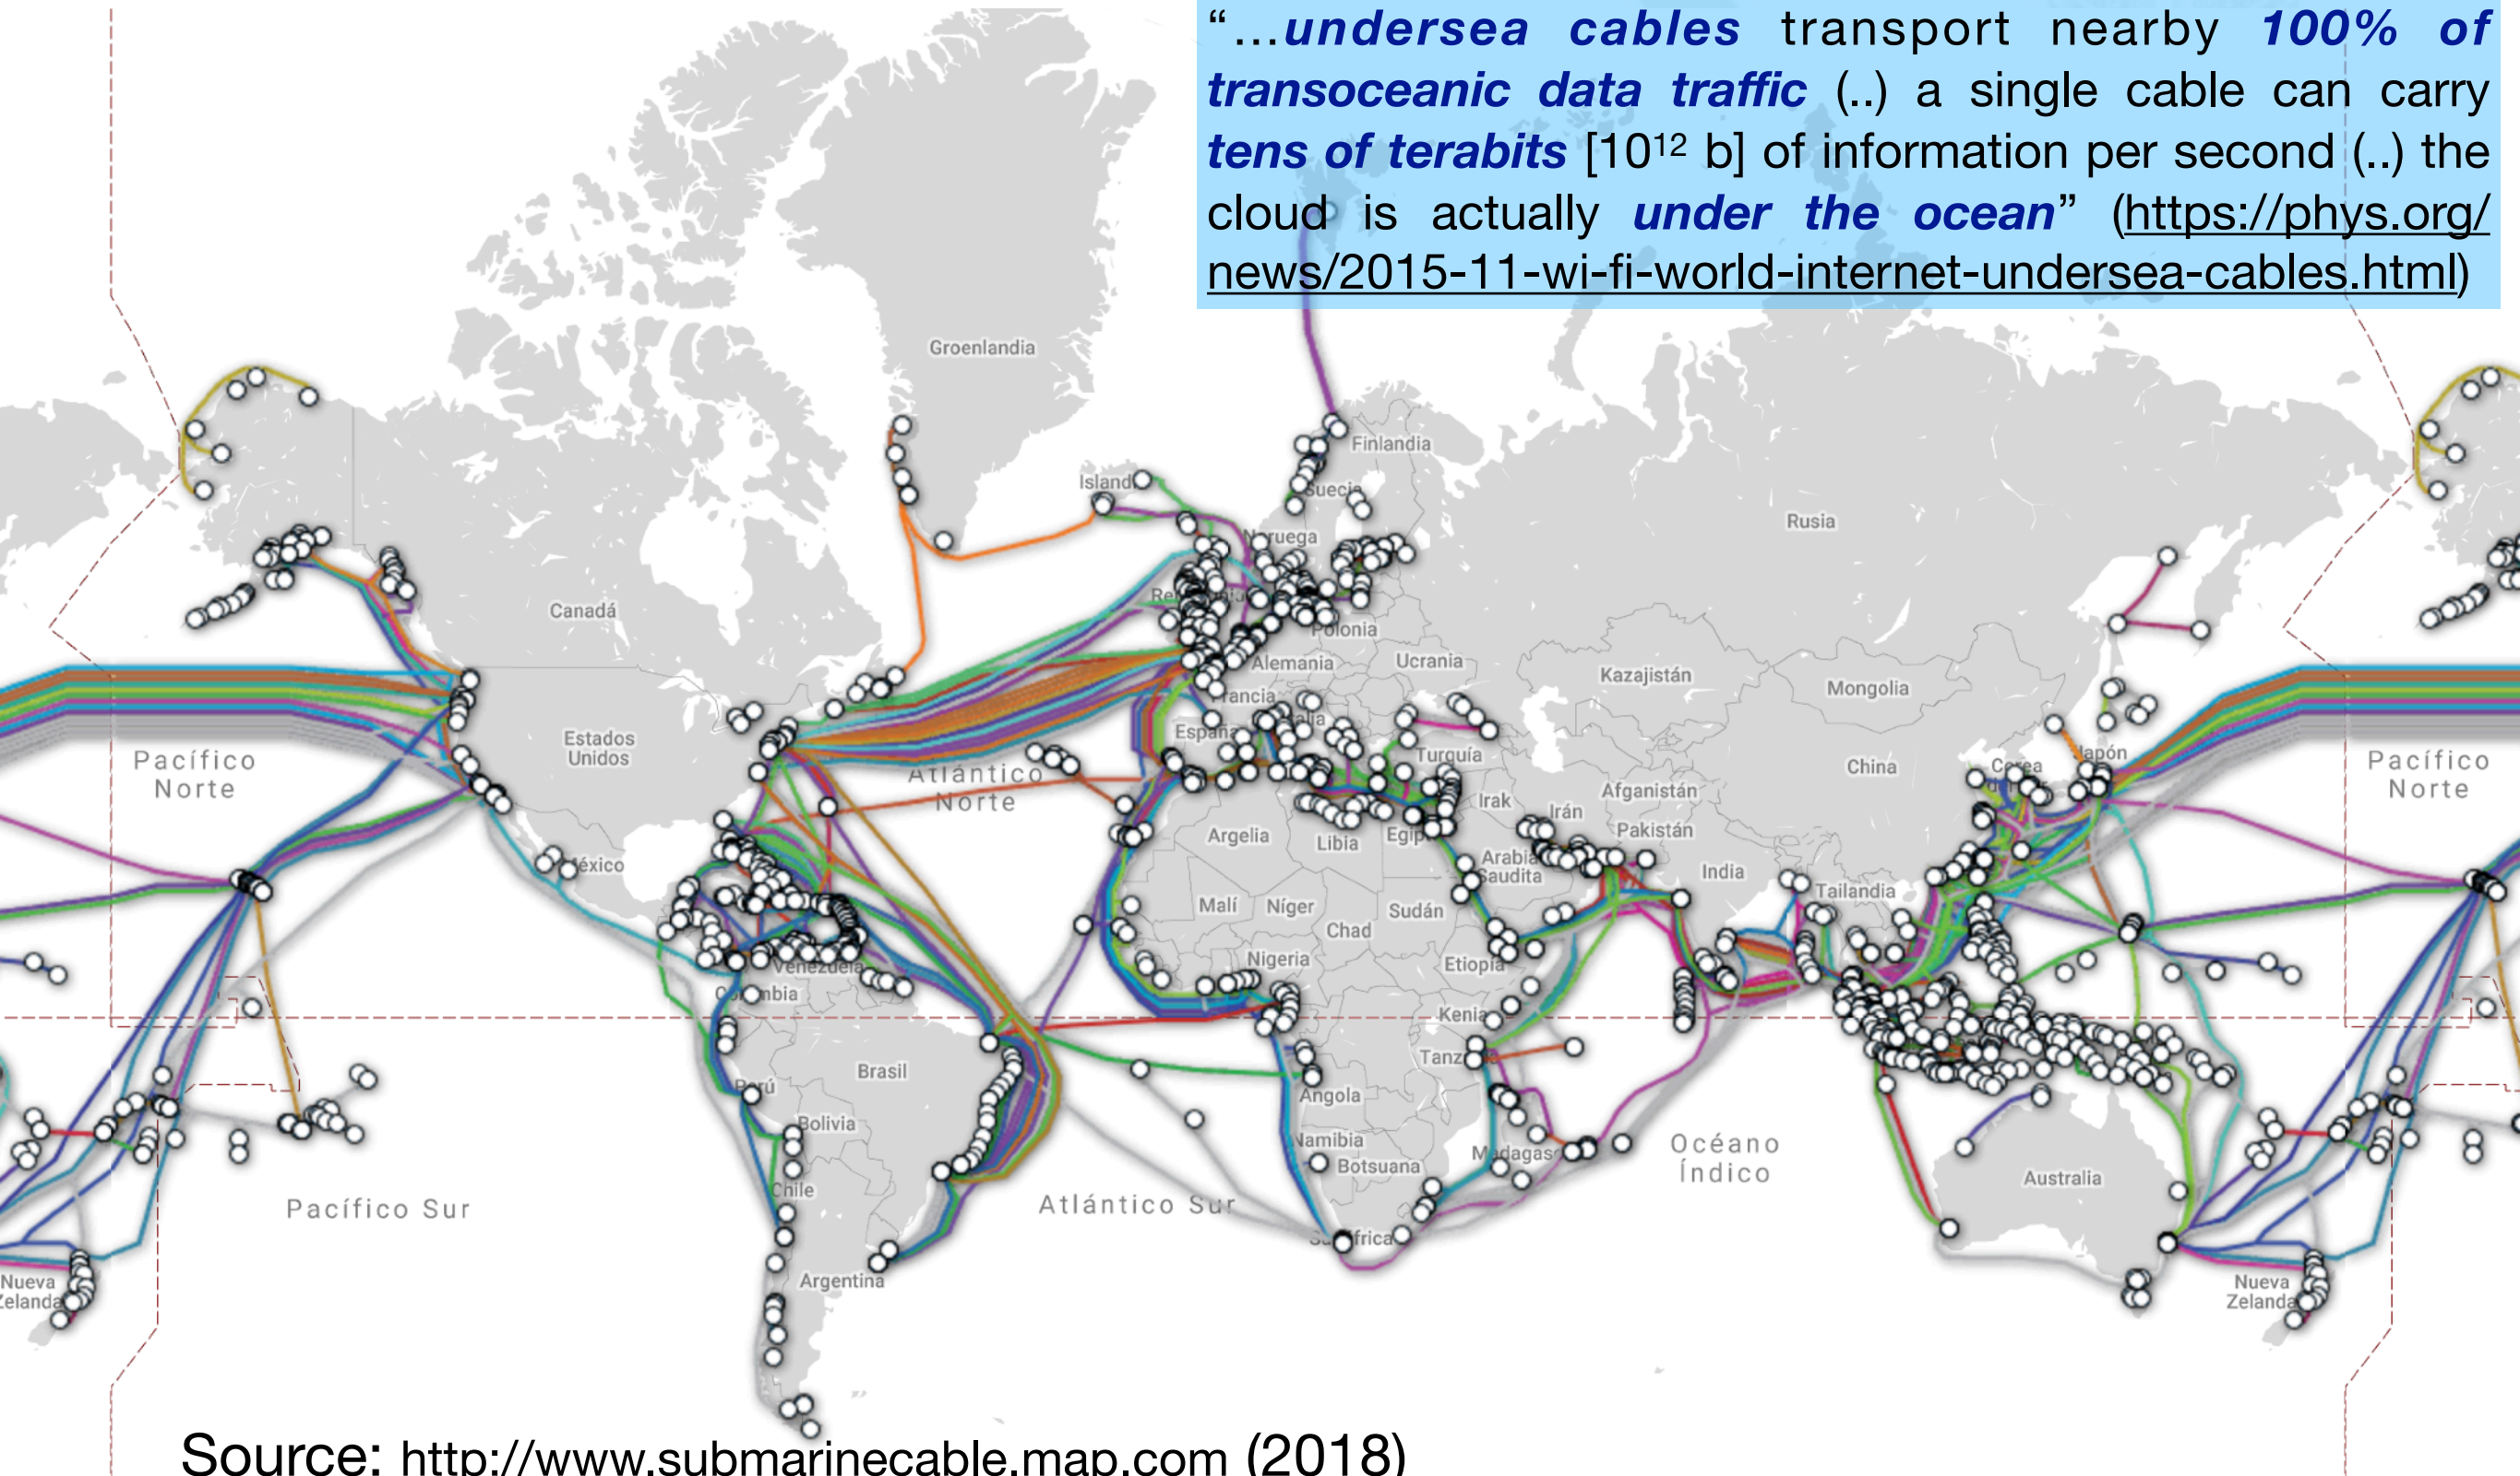 “...undersea cables transport nearby 100% of
transoceanic data traffic (..) a single cable can carry
tens of terabits [10¹² b] of information per second (..) the
cloud is actually under the ocean” (https://phys.org/
news/2015-11-wi-fi-world-internet-undersea-cables.html)
Groenlandia
Finlandia
Island
Suecia
Rusia
Noruega
Canadá
Polonia
Alemania
Ucrania
Kazajistán
Mongolia
Francia
Italia
España
Estados
Unidos
Turquía
Pacífico
Norte
Atlántico
Norte
China
Corea
Japón
Pacífico
Norte
Irak
Irán
Afganistán
Argelia
Libia
Egip
Pakistán
México
Arabia
Saudita
India
Tailandia
Malí
Níger
Sudán
Chad
Venezuela
Nigeria
Etiopía
Colombia
Kenia
Brasil
Tanz
Perú
Angola
Bolivia
Namibia
Botsuana
Madagasc
Océano
Índico
Chile
Australia
Pacífico Sur
Atlántico Sur
Sudáfrica
Argentina
Nueva
Zelanda
Nueva
Zelanda
Source: http://www.submarinecable.map.com (2018)